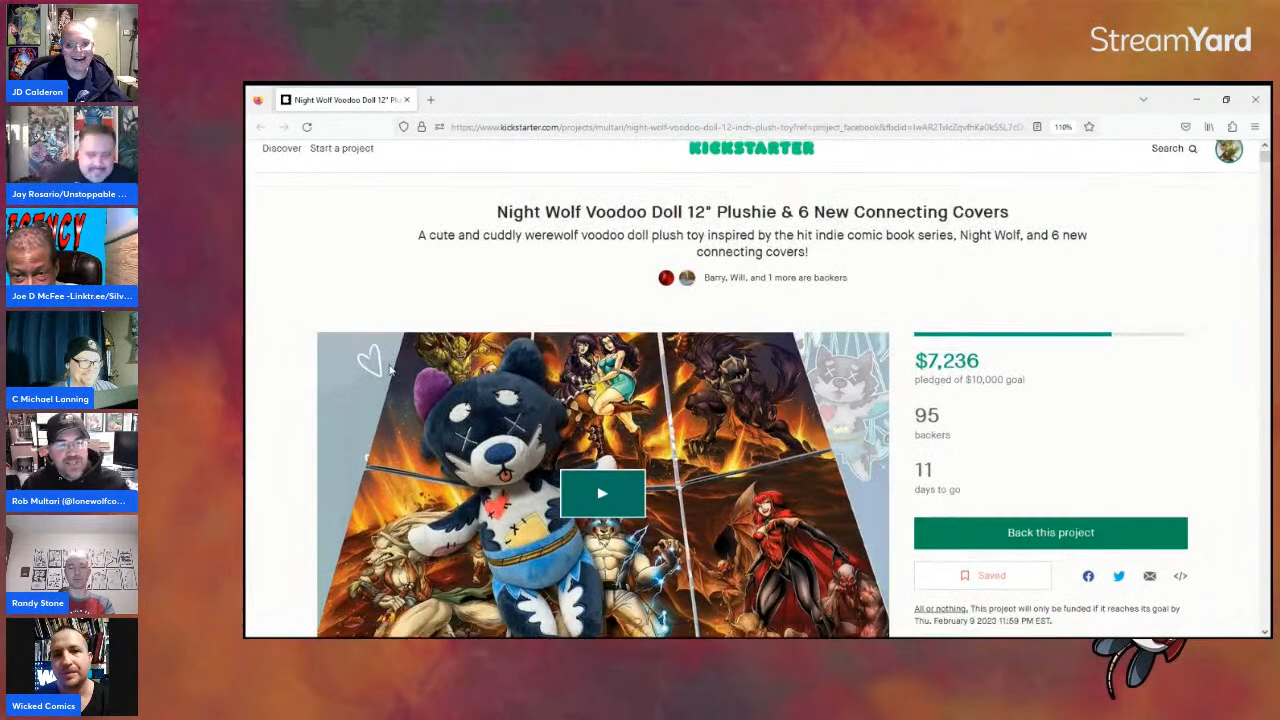 StreamYard
JD Calderon
Jay Rosario/Unstoppable ...
Joe D McFee -Linktr.ee/Silv...
C Michael Lanning
Rob Multari (@lonewolfco...
Randy Stone
Wicked Comics
Night Wolf Voodoo Doll 12" Plu
110%
Discover Start a project
KICKSTARTER
Search
Night Wolf Voodoo Doll 12" Plushie & 6 New Connecting Covers
A cute and cuddly werewolf voodoo doll plush toy inspired by the hit indie comic book series, Night Wolf, and 6 new
connecting covers!
Barry, Will, and 1 more are backers
$7,236
pledged of $10,000 goal
95
backers
11
days to go
Back this project
Saved
All or nothing. This project will only be funded if it reaches its goal by
Thu, February 9 2023 11:59 PM EST.